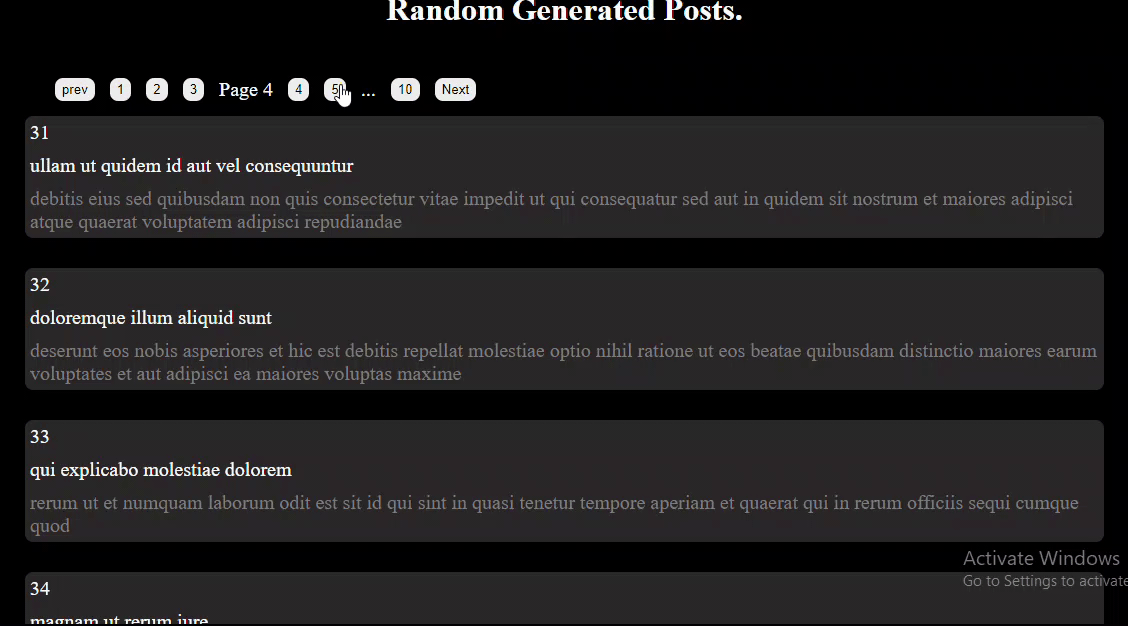 Random Generated Posts.
prev 1 2 3 Page 4 4 5 ... 10 Next
31
ullam ut quidem id aut vel consequuntur
debitis eius sed quibusdam non quis consectetur vitae impedit ut qui consequatur sed aut in quidem sit nostrum et maiores adipisci
atque quaerat voluptatem adipisci repudiandae
32
doloremque illum aliquid sunt
deserunt eos nobis asperiores et hic est debitis repellat molestiae optio nihil ratione ut eos beatae quibusdam distinctio maiores earum
voluptates et aut adipisci ea maiores voluptas maxime
33
qui explicabo molestiae dolorem
rerum ut et numquam laborum odit est sit id qui sint in quasi tenetur tempore aperiam et quaerat qui in rerum officiis sequi cumque
quod
Activate Windows
Go to Settings to activate
34
magnam ut rerum iure